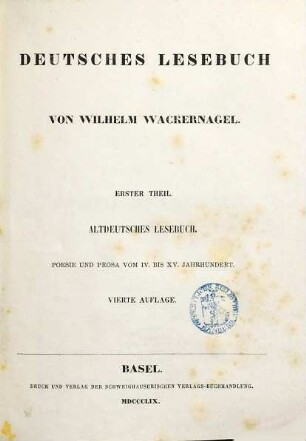 DEUTSCHES LESEBUCH
VON WILHELM WACKERNAGEL.
ERSTER THEIL.
ALTDEUTSCHES LESEBUCH.
POESIE UND PROSA VOM IV. BIS XV. JAHRHUNDERT.
VIERTE AUFLAGE.
BASEL.
DRUCK UND VERLAG DER SCHWEIGHAUSERISCHEN VERLAGS-BUCHHANDLUNG.
MDCCCLIX.